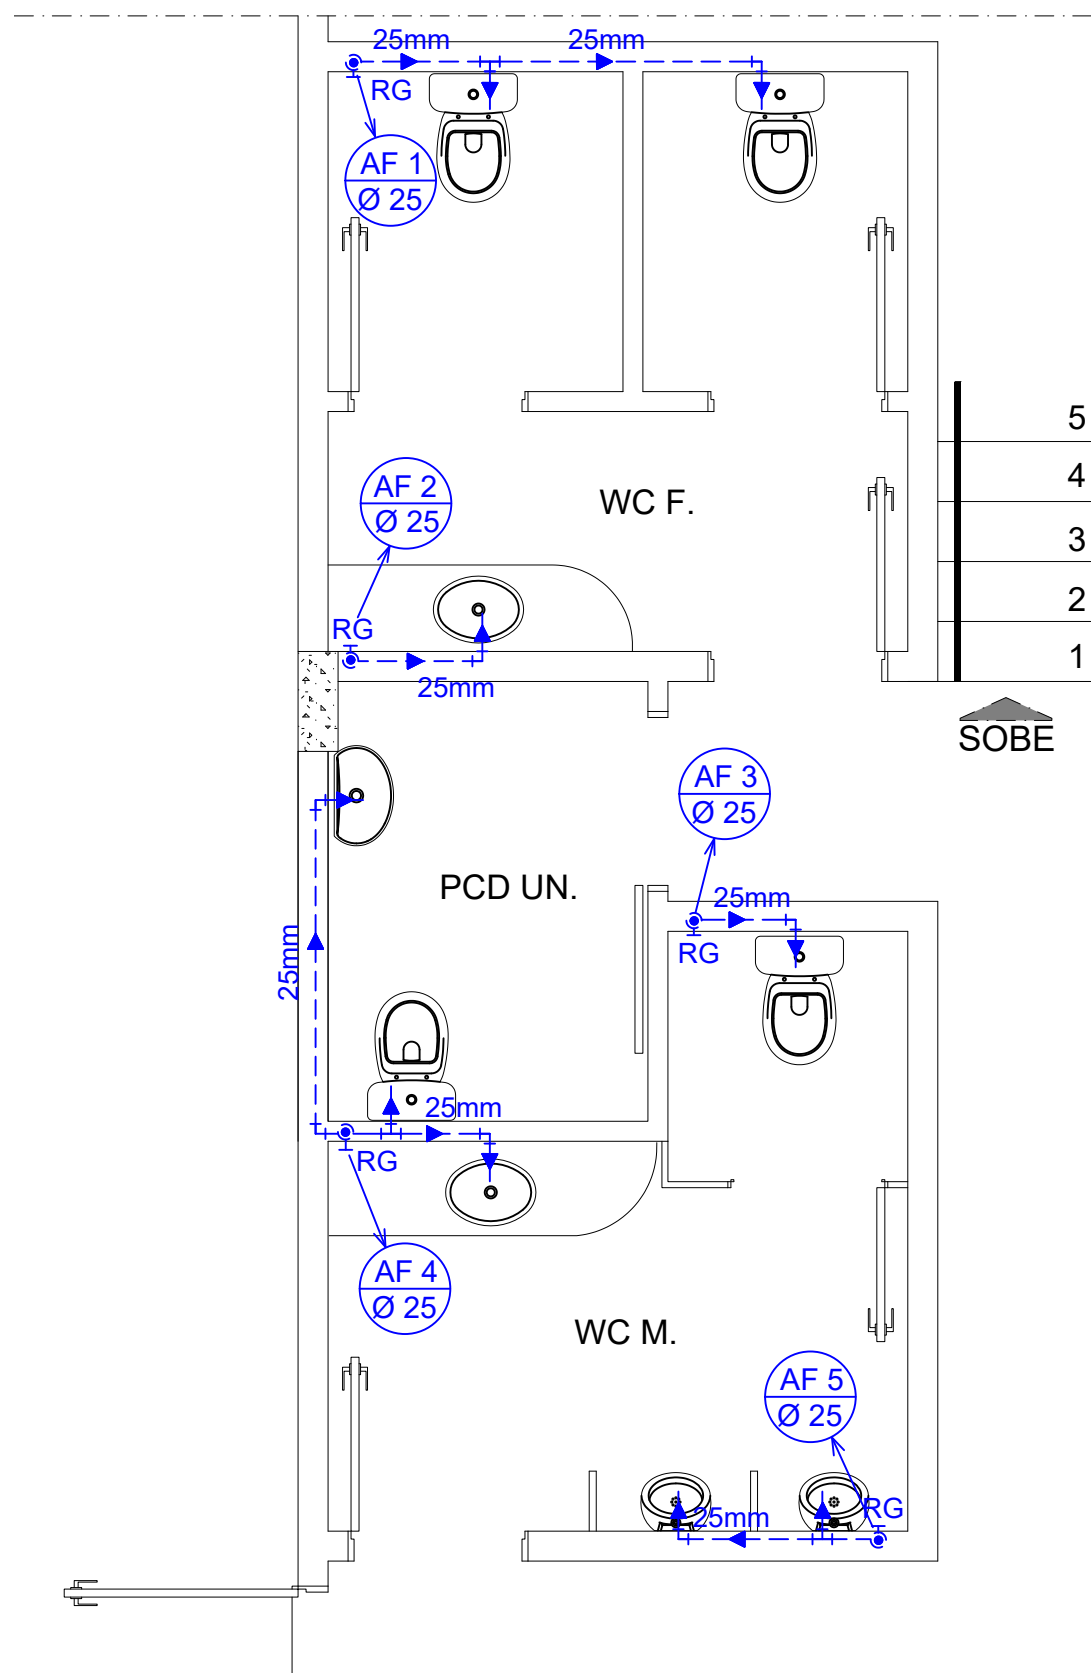 25mm
25mm
RG
AF 1
Ø 25
5
4
AF 2
Ø 25
WC F.
3
2
RG
1
25mm
SOBE
AF 3
Ø 25
PCD UN.
25mm
RG
25mm
25mm
RG
AF 4
Ø 25
WC M.
AF 5
Ø 25
RG
25mm